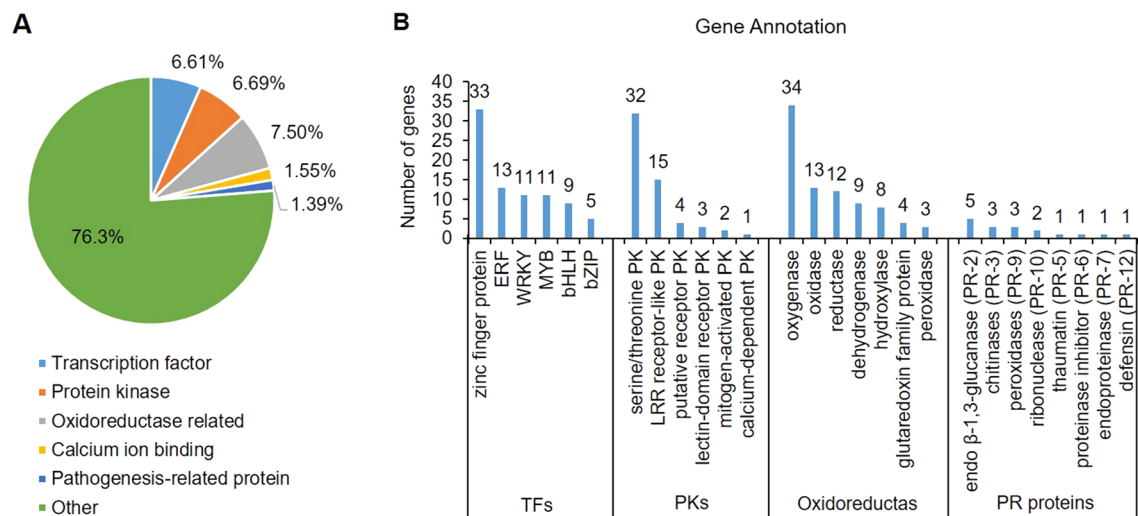 A
6.61%
6.69%
7.50%
1.55%
1.39%
76.3%
Transcription factor
Protein kinase
Oxidoreductase related
Calcium ion binding
Pathogenesis-related protein
Other
B
Gene Annotation
Number of genes
40
35
30
25
20
15
10
5
0
33
13
11
11
9
5
32
15
4
3
2
1
34
13
12
9
8
4
3
5
3
3
2
1
1
1
1
zinc finger protein
ERF
WRKY
MYB
bHLH
bZIP
serine/threonine PK
LRR receptor-like PK
putative receptor PK
lectin-domain receptor PK
mitogen-activated PK
calcium-dependent PK
oxygenase
oxidase
reductase
dehydrogenase
hydroxylase
glutaredoxin family protein
peroxidase
endo β-1,3-glucanase (PR-2)
chitinases (PR-3)
peroxidases (PR-9)
ribonuclease (PR-10)
thaumatin (PR-5)
proteinase inhibitor (PR-6)
endoproteinase (PR-7)
defensin (PR-12)
TFs
PKs
Oxidoreductas
PR proteins